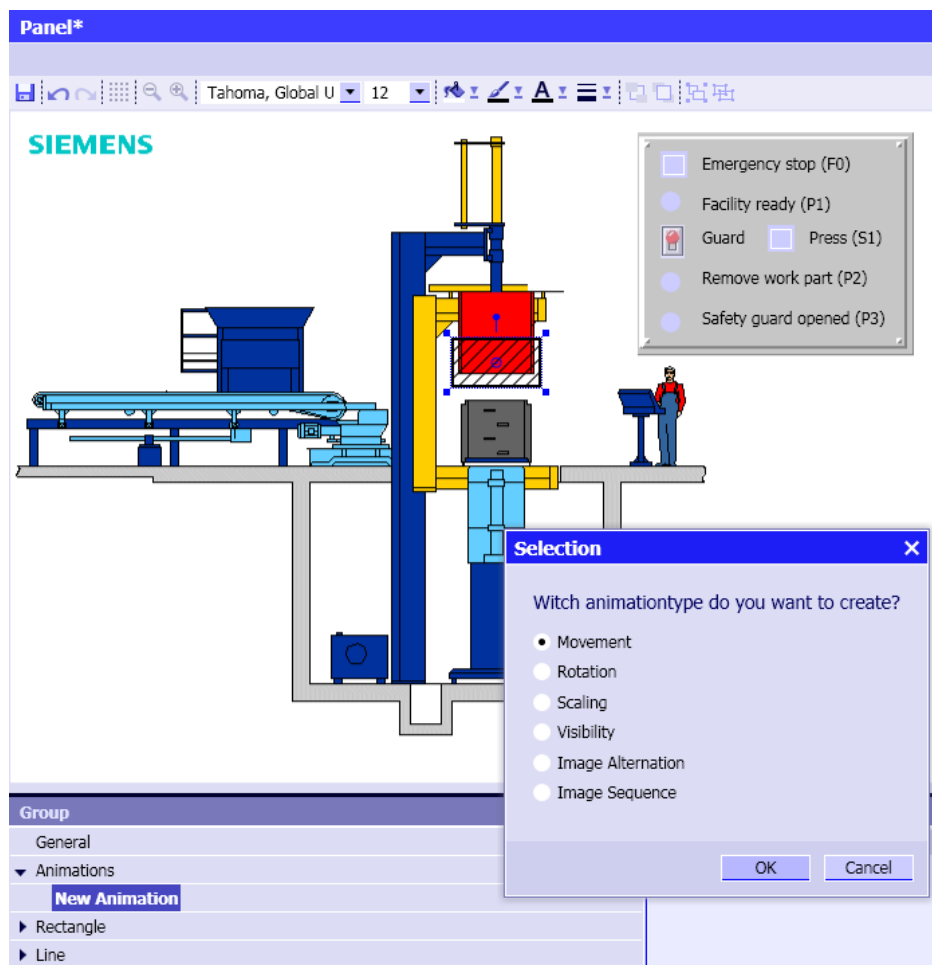 Panel*
Tahoma, Global U 12 A
SIEMENS
Emergency stop (F0)
Facility ready (P1)
Guard Press (S1)
Remove work part (P2)
Safety guard opened (P3)
Selection
Witch animationtype do you want to create?
Movement
Rotation
Scaling
Visibility
Image Alternation
Image Sequence
OK Cancel
Group
General
Animations
New Animation
Rectangle
Line